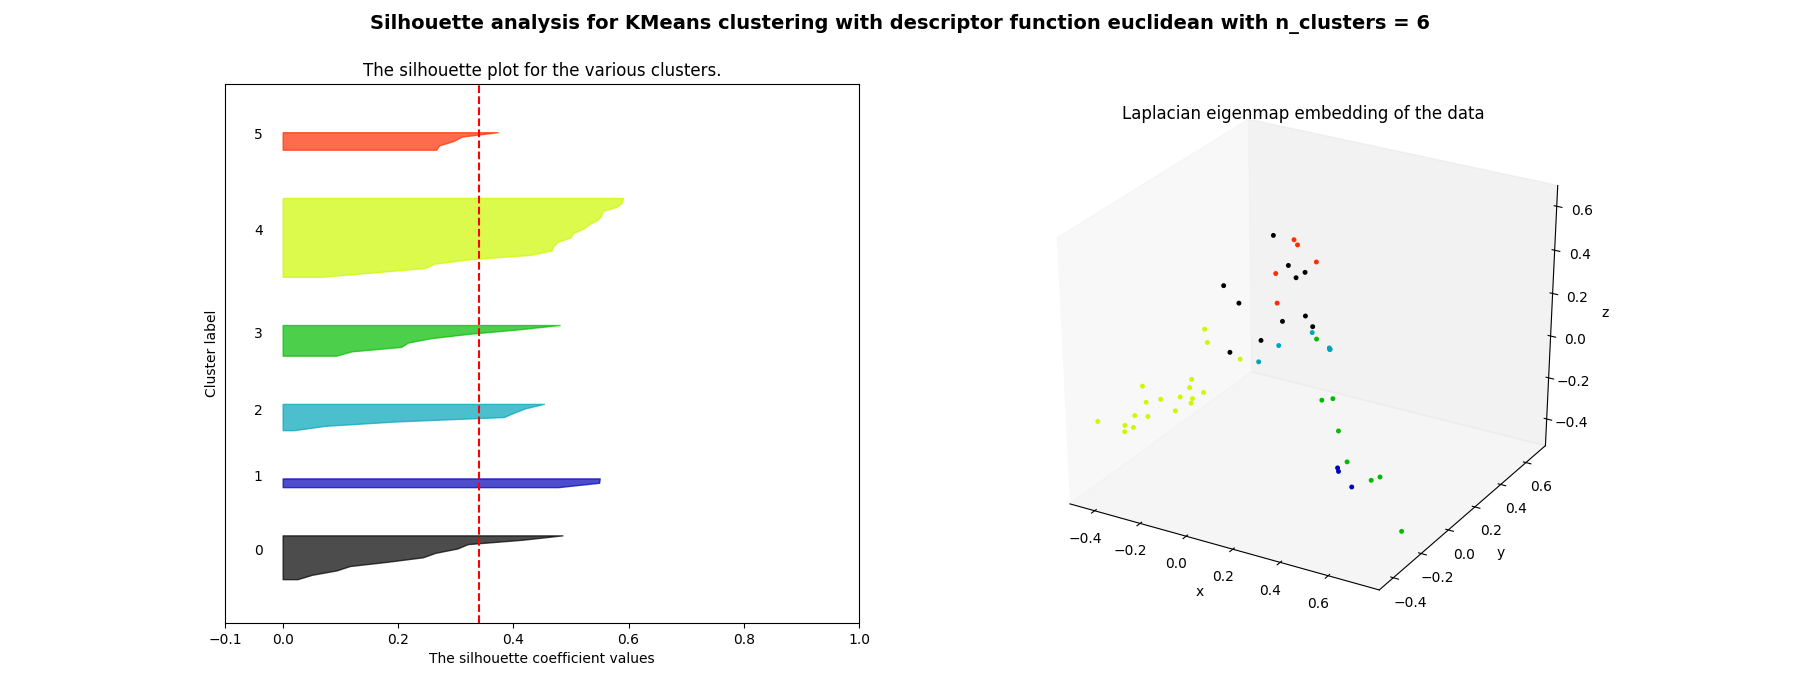 Silhouette analysis for KMeans clustering with descriptor function euclidean with n_clusters = 6
The silhouette plot for the various clusters.
5
4
3
2
1
0
Cluster label
−0.1 0.0 0.2 0.4 0.6 0.8 1.0
The silhouette coefficient values
Laplacian eigenmap embedding of the data
0.6
0.4
0.2
0.0
−0.2
−0.4
z
0.6
0.4
0.2
0.0
−0.2
−0.4
y
−0.4 −0.2 0.0 0.2 0.4 0.6
x